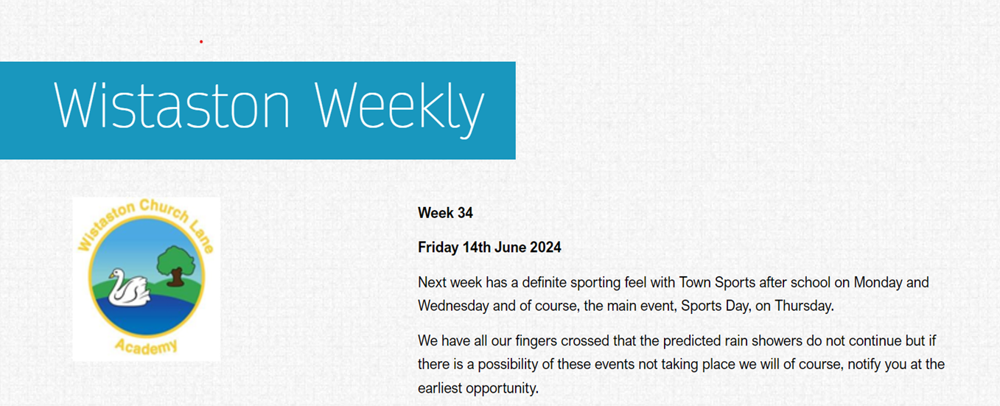 Wistaston Weekly
Wistaston Church Lane
Academy
Week 34
Friday 14th June 2024
Next week has a definite sporting feel with Town Sports after school on Monday and
Wednesday and of course, the main event, Sports Day, on Thursday.
We have all our fingers crossed that the predicted rain showers do not continue but if
there is a possibility of these events not taking place we will of course, notify you at the
earliest opportunity.